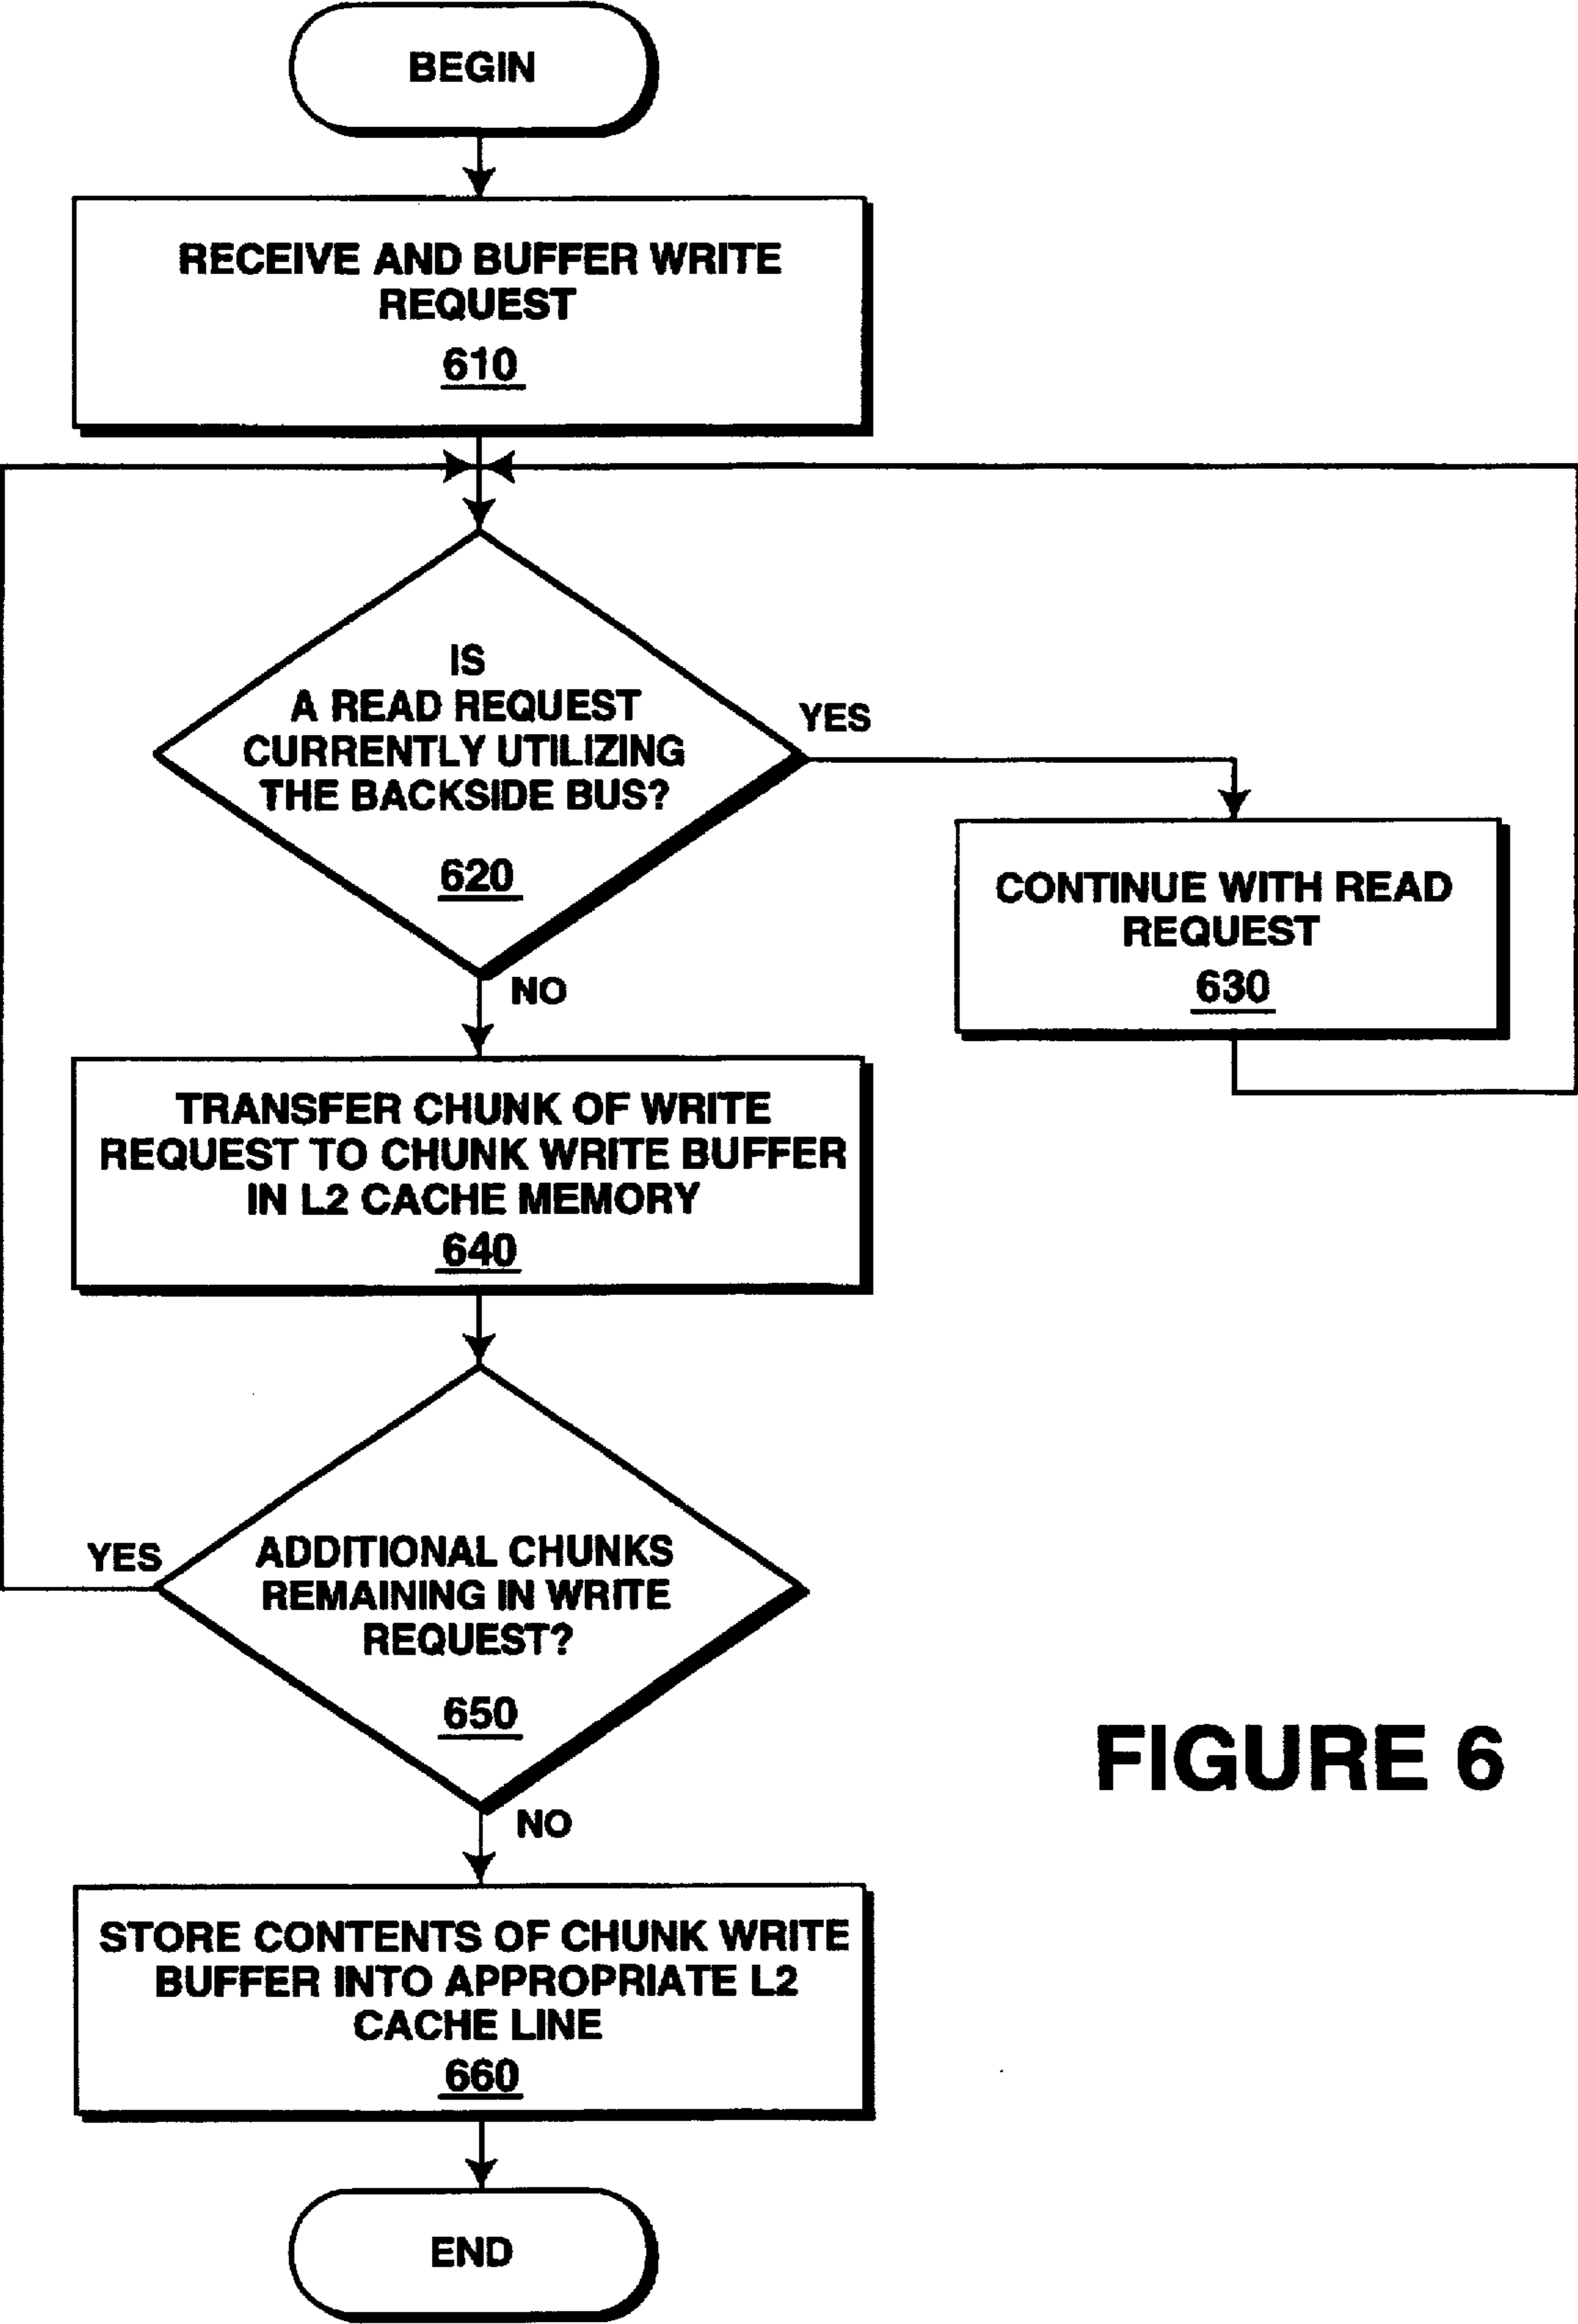 BEGIN
RECEIVE AND BUFFER WRITE
REQUEST
610
IS
A READ REQUEST
CURRENTLY UTILIZING
THE BACKSIDE BUS?
620
YES
CONTINUE WITH READ
REQUEST
630
NO
TRANSFER CHUNK OF WRITE
REQUEST TO CHUNK WRITE BUFFER
IN L2 CACHE MEMORY
640
YES
ADDITIONAL CHUNKS
REMAINING IN WRITE
REQUEST?
650
NO
FIGURE 6
STORE CONTENTS OF CHUNK WRITE
BUFFER INTO APPROPRIATE L2
CACHE LINE
660
END